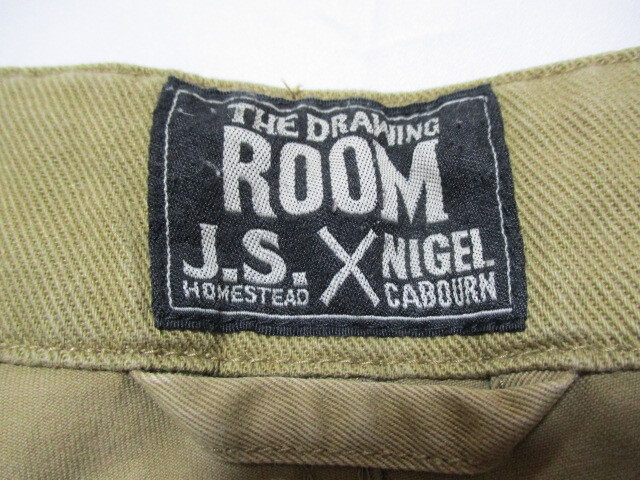 THE DRAWING
ROOM
J.S. X NIGEL
HOMESTEAD CABOURN